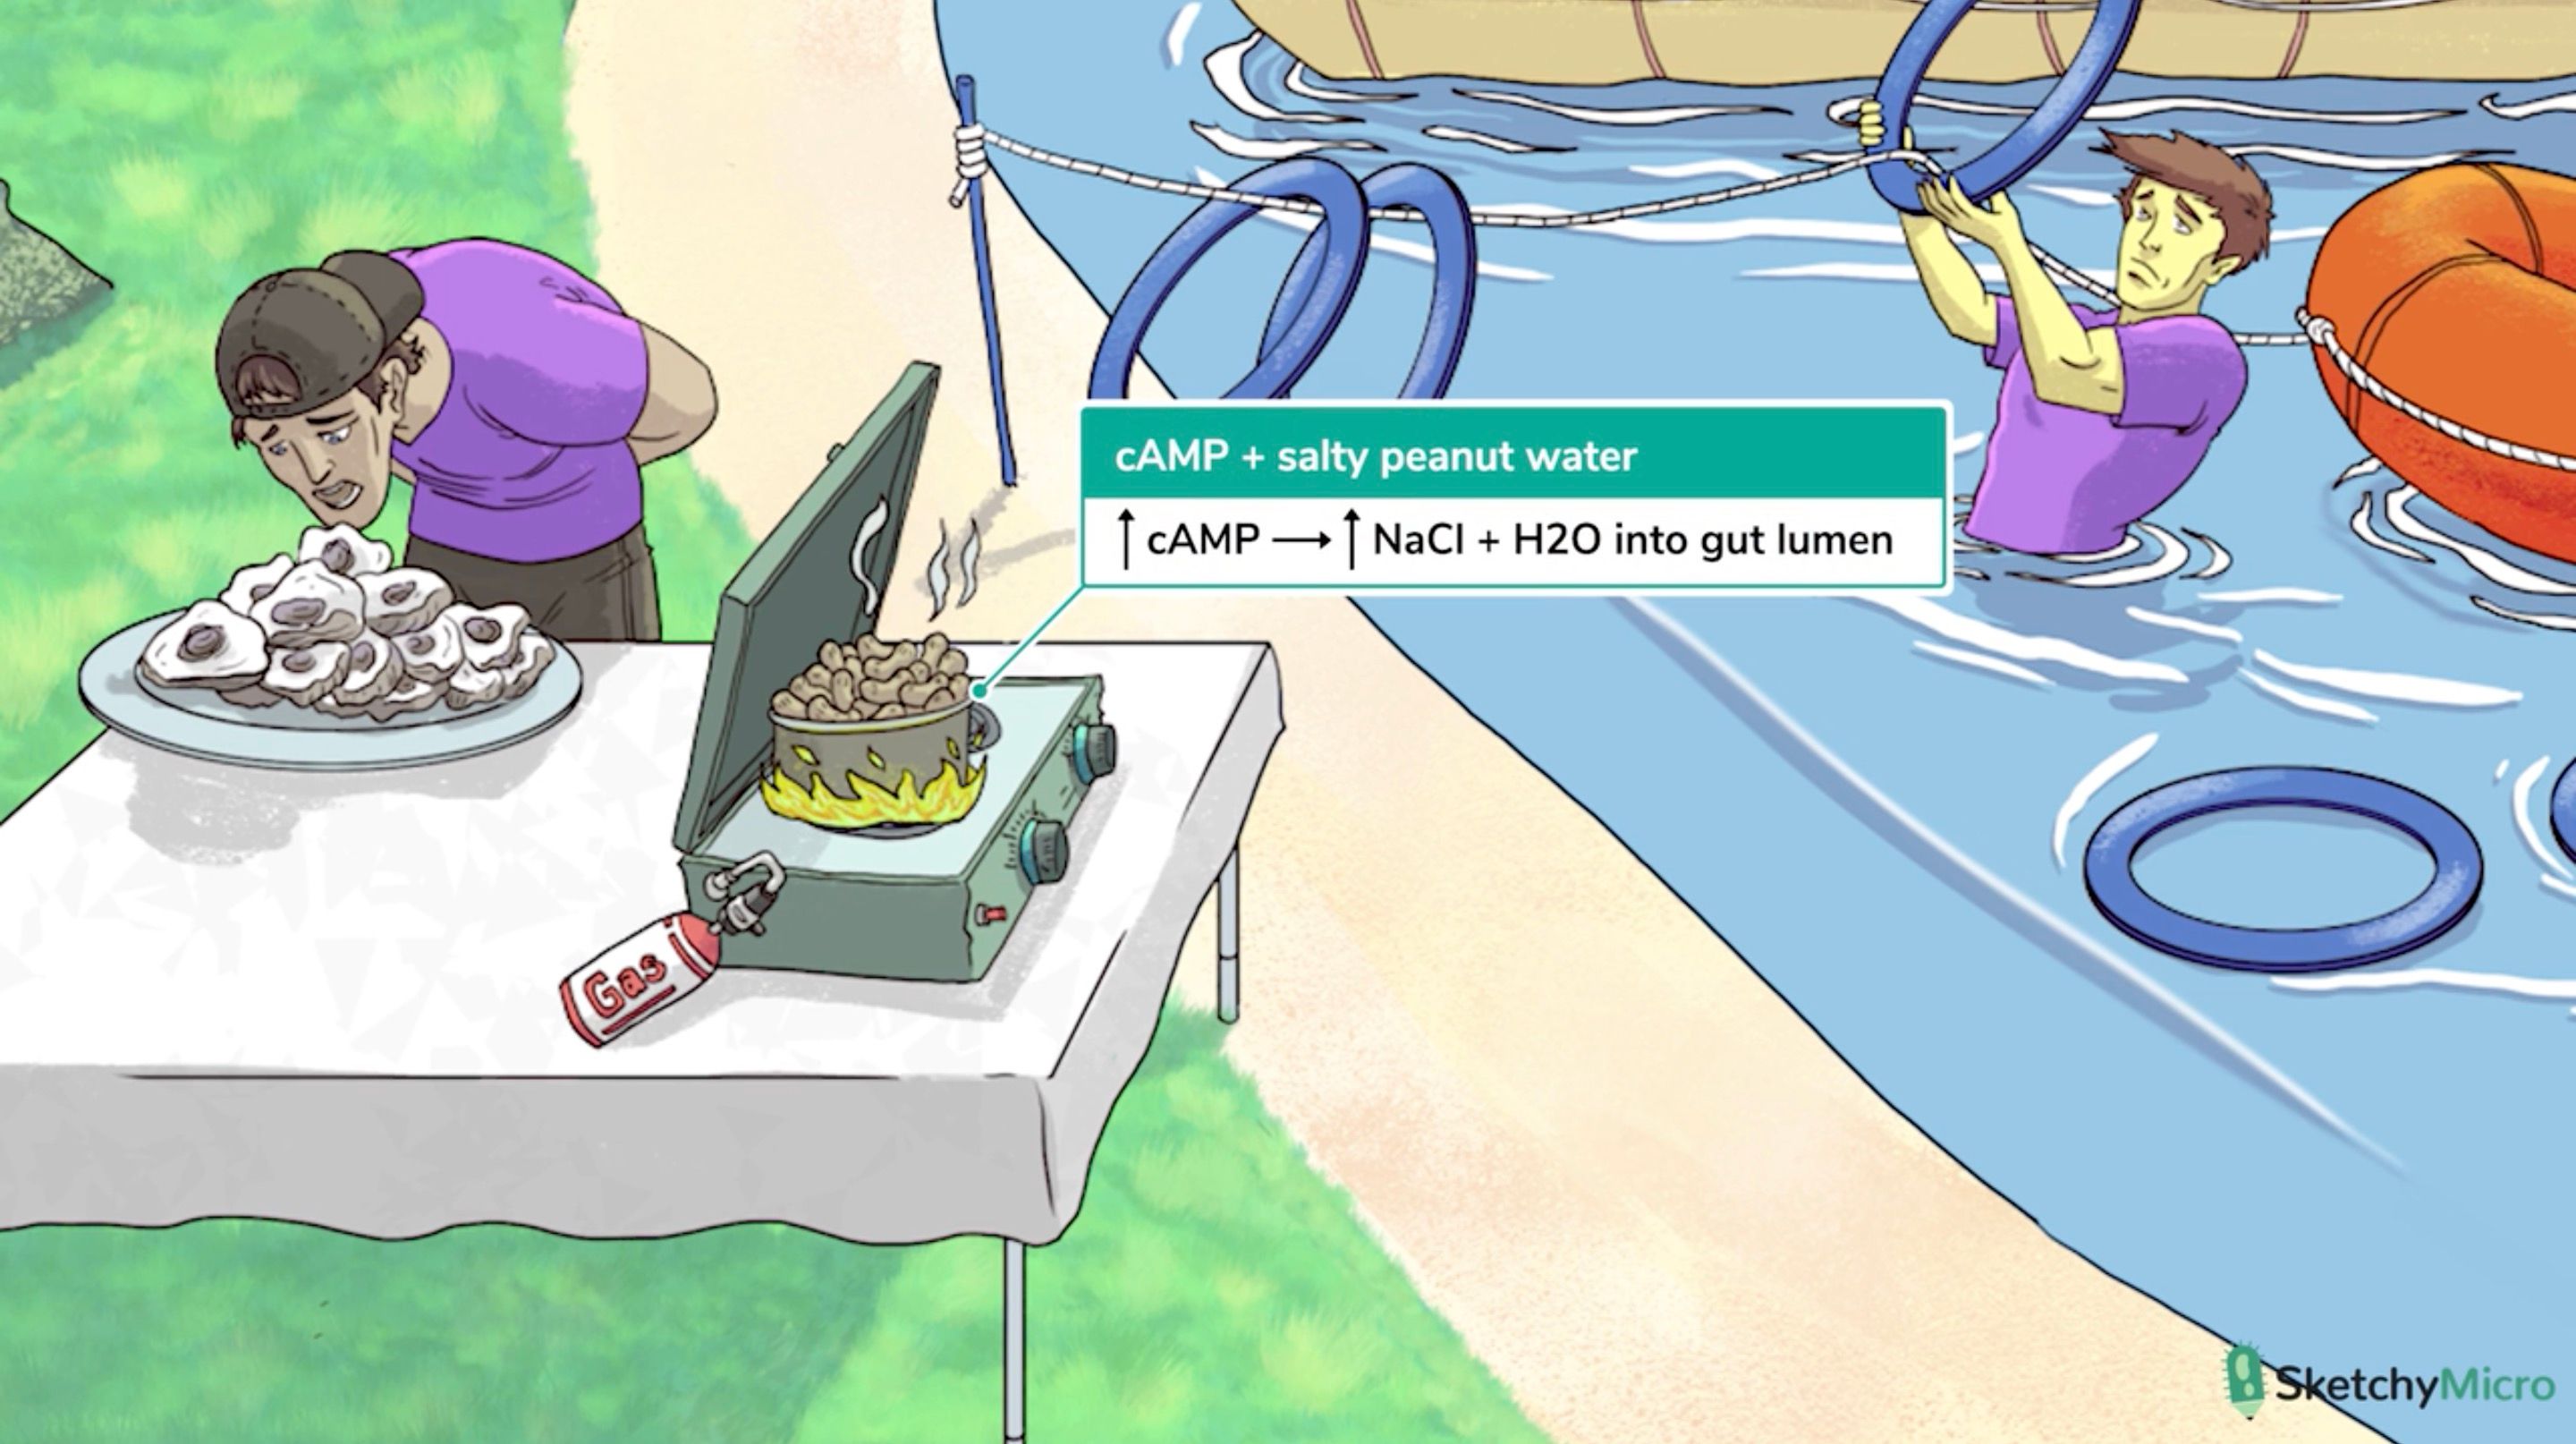 cAMP + salty peanut water
↑ cAMP → ↑ NaCl + H2O into gut lumen
Gas
SketchyMicro